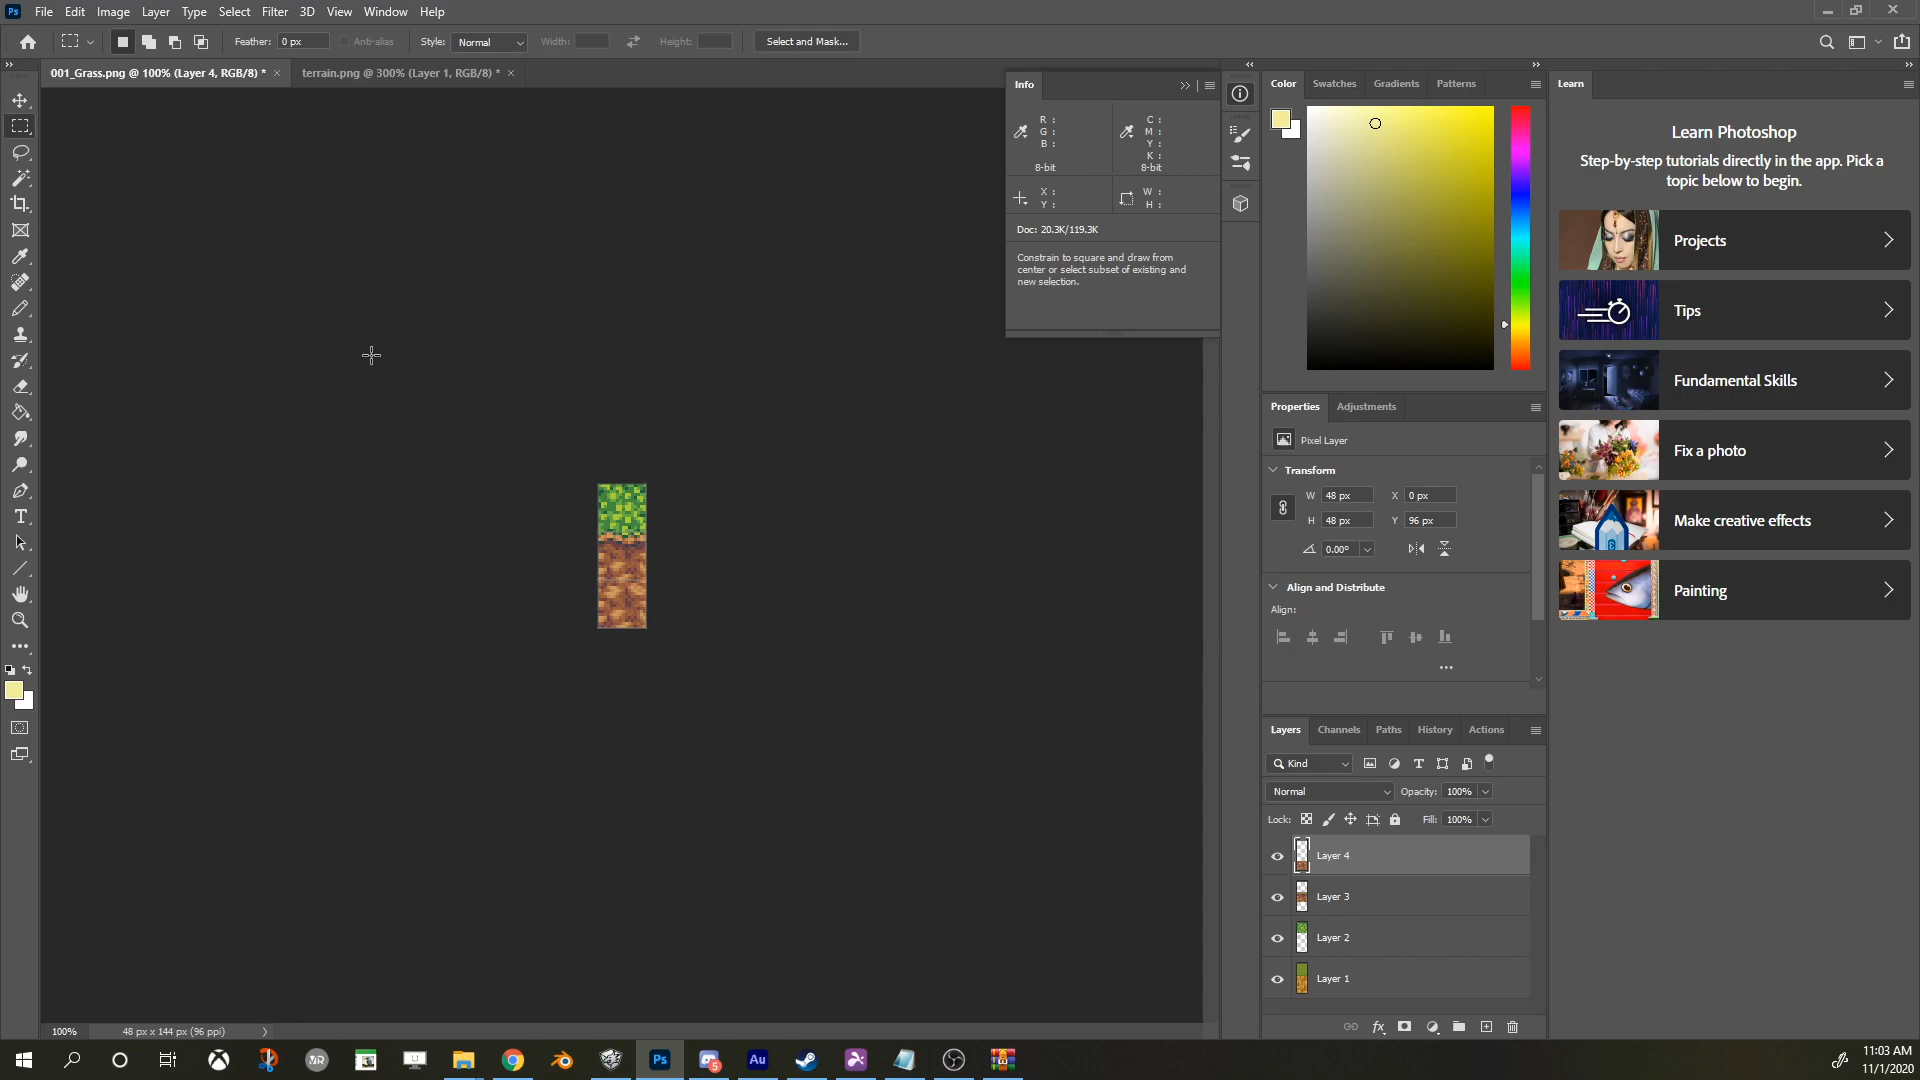 Ps File Edit Image Layer Type Select Filter 3D View Window Help
Feather: 0 px Anti-alias Style: Normal Width: Height: Select and Mask...
001_Grass.png @ 100% (Layer 4, RGB/8) * × terrain.png @ 300% (Layer 1, RGB/8) * ×
Info
R :
G :
B :
8-bit
C :
M :
Y :
K :
8-bit
X :
Y :
W :
H :
Doc: 20.3K/119.3K
Constrain to square and draw from
center or select subset of existing and
new selection.
Color Swatches Gradients Patterns
Properties Adjustments
Pixel Layer
Transform
W 48 px X 0 px
H 48 px Y 96 px
0.00°
Align and Distribute
Align:
Layers Channels Paths History Actions
Kind
Normal Opacity: 100%
Lock: Fill: 100%
Layer 4
Layer 3
Layer 2
Layer 1
fx
Learn
Learn Photoshop
Step-by-step tutorials directly in the app. Pick a
topic below to begin.
Projects
Tips
Fundamental Skills
Fix a photo
Make creative effects
Painting
100% 48 px x 144 px (96 ppi)
VR Ps 5 Au
11:03 AM
11/1/2020